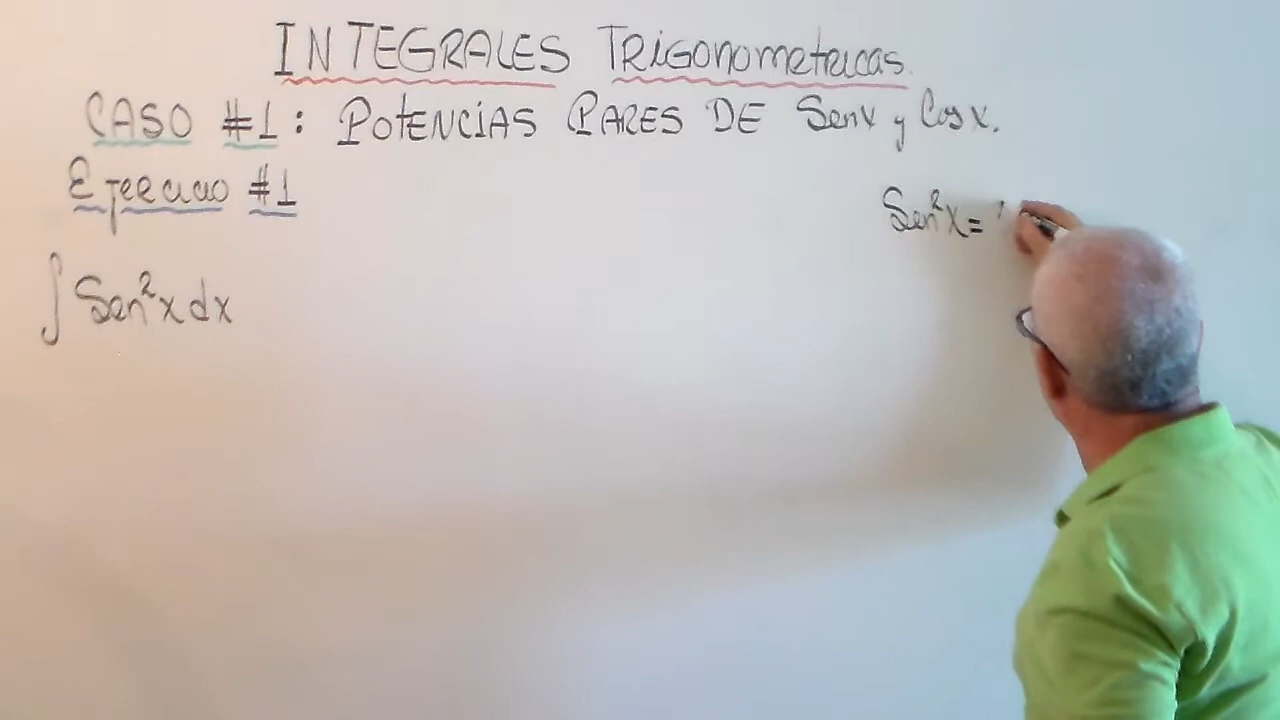 INTEGRALES TRIGONOMETRICAS.
CASO #1: POTENCIAS PARES DE Senx y Cosx.
Ejercicio #1
Sen²x =
∫ Sen²x dx